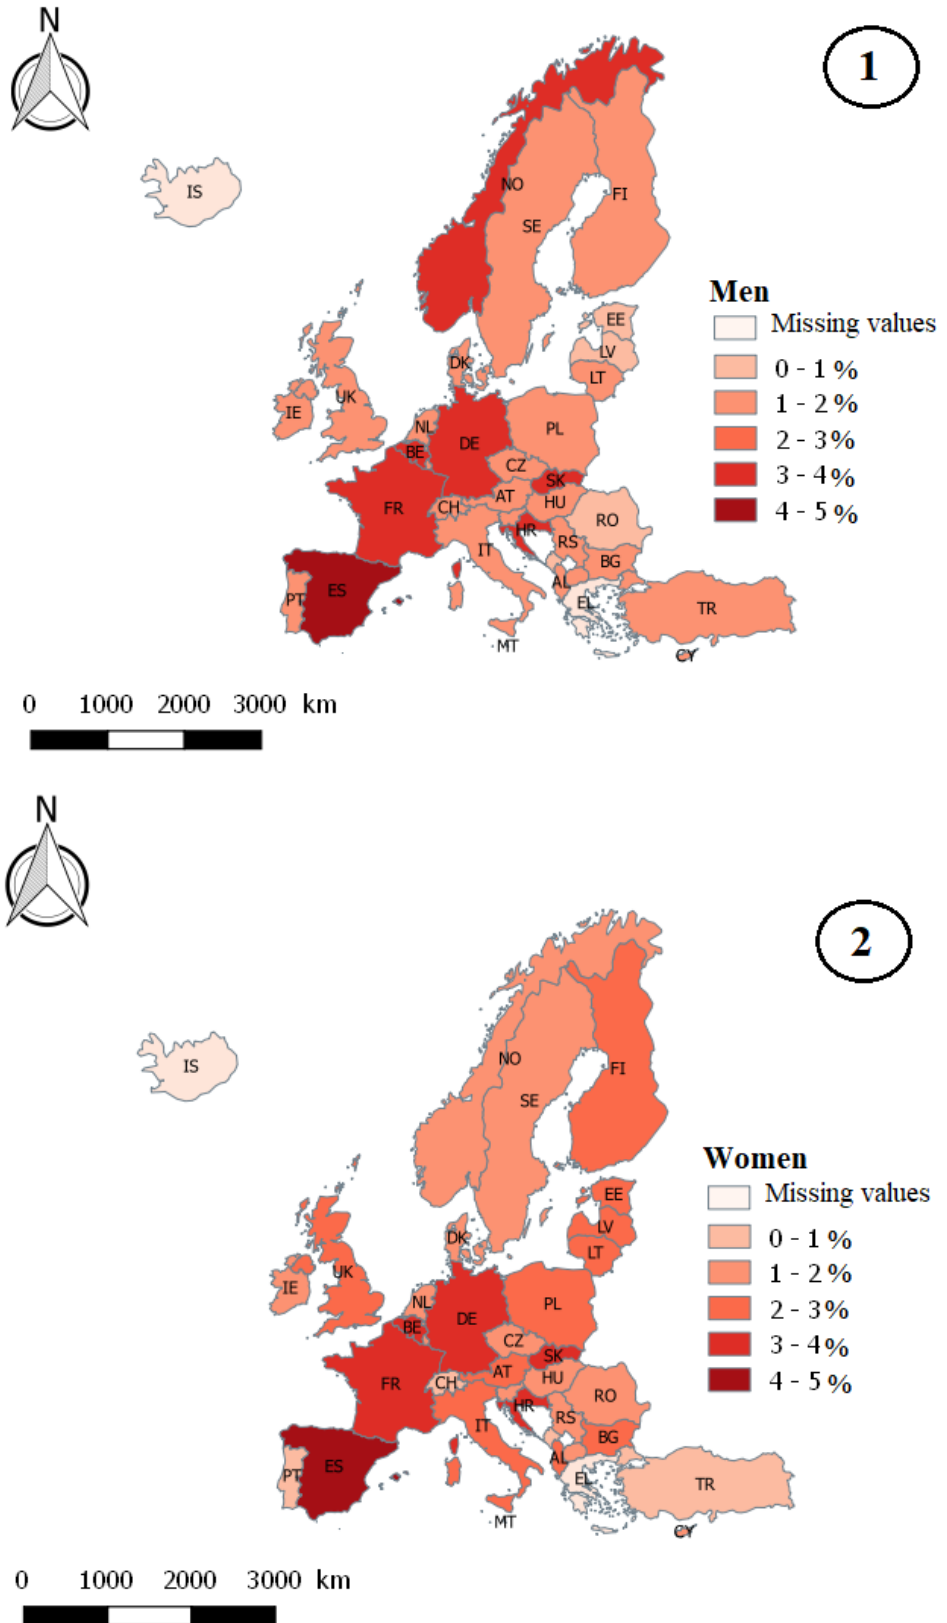 N
1
IS
NO
FI
SE
Men
Missing values
EE
LV
DK
LT
0 - 1 %
UK
1 - 2 %
IE
NL
PL
DE
2 - 3%
BE
CZ
SK
3 - 4%
FR
CH
AT
HU
RO
4 - 5 %
HR
RS
IT
BG
AL
ES
PT
EL
TR
MT
CY
0 1000 2000 3000 km
N
2
IS
NO
FI
SE
Women
Missing values
EE
LV
DK
LT
0 - 1 %
UK
1 - 2 %
IE
NL
PL
2 - 3%
DE
BE
CZ
3 - 4%
SK
AT
FR
CH
HU
4 - 5 %
RO
HR
RS
IT
BG
AL
ES
PT
EL
TR
MT
CY
0 1000 2000 3000 km